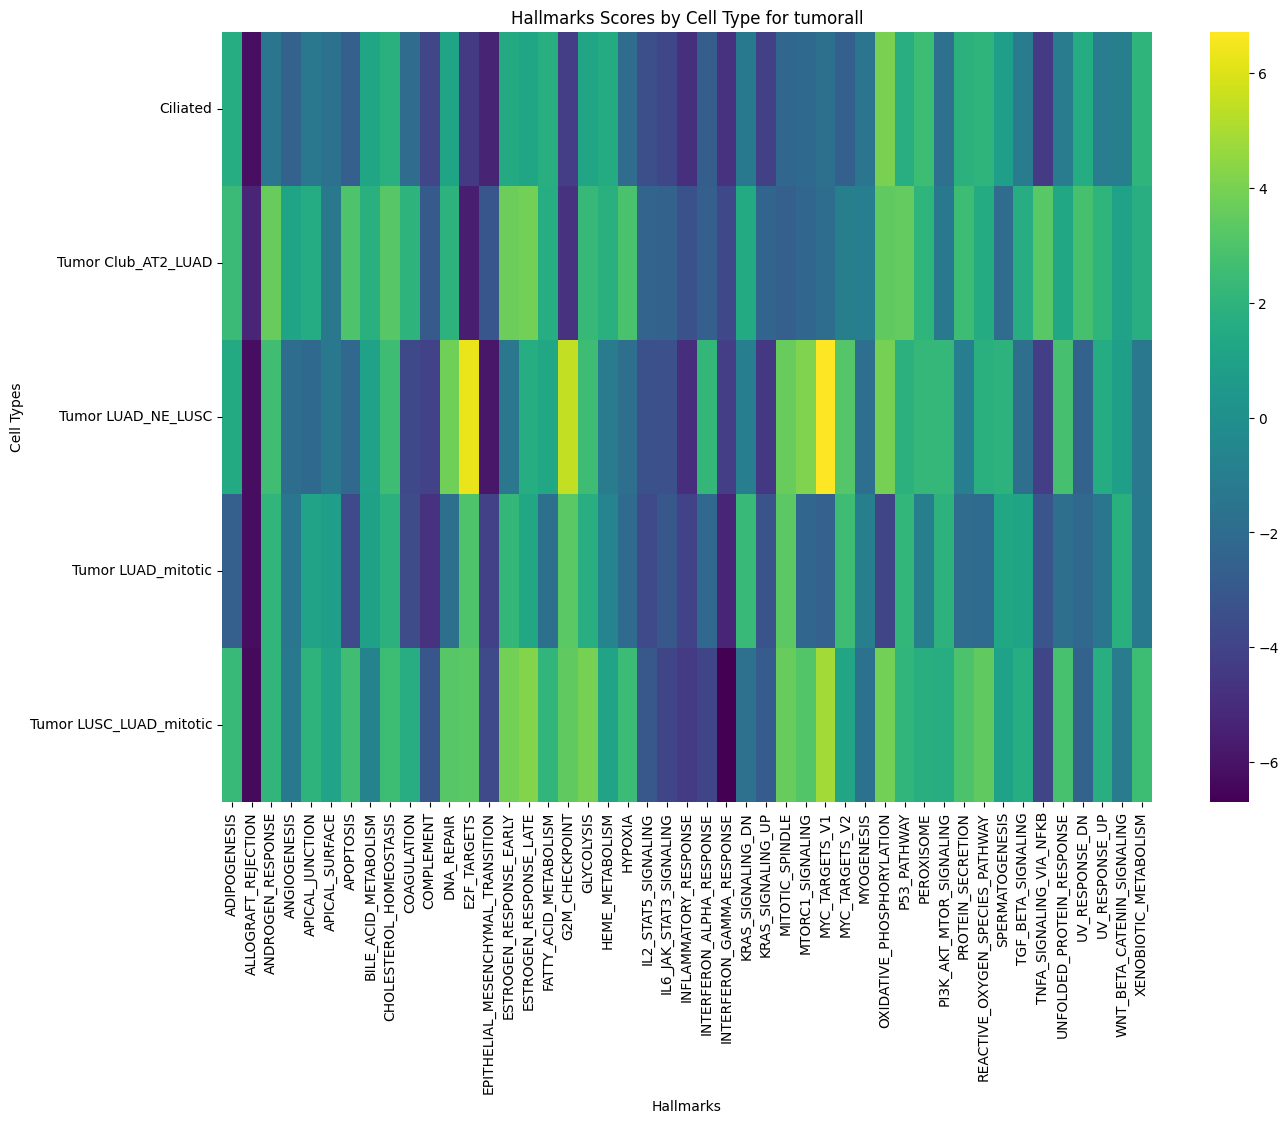 Hallmarks Scores by Cell Type for tumorall
Cell Types
Ciliated
Tumor Club_AT2_LUAD
Tumor LUAD_NE_LUSC
Tumor LUAD_mitotic
Tumor LUSC_LUAD_mitotic
6
4
2
0
−2
−4
−6
ADIPOGENESIS
ALLOGRAFT_REJECTION
ANDROGEN_RESPONSE
ANGIOGENESIS
APICAL_JUNCTION
APICAL_SURFACE
APOPTOSIS
BILE_ACID_METABOLISM
CHOLESTEROL_HOMEOSTASIS
COAGULATION
COMPLEMENT
DNA_REPAIR
E2F_TARGETS
EPITHELIAL_MESENCHYMAL_TRANSITION
ESTROGEN_RESPONSE_EARLY
ESTROGEN_RESPONSE_LATE
FATTY_ACID_METABOLISM
G2M_CHECKPOINT
GLYCOLYSIS
HEME_METABOLISM
HYPOXIA
IL2_STAT5_SIGNALING
IL6_JAK_STAT3_SIGNALING
INFLAMMATORY_RESPONSE
INTERFERON_ALPHA_RESPONSE
INTERFERON_GAMMA_RESPONSE
KRAS_SIGNALING_DN
KRAS_SIGNALING_UP
MITOTIC_SPINDLE
MTORC1_SIGNALING
MYC_TARGETS_V1
MYC_TARGETS_V2
MYOGENESIS
OXIDATIVE_PHOSPHORYLATION
P53_PATHWAY
PEROXISOME
PI3K_AKT_MTOR_SIGNALING
PROTEIN_SECRETION
REACTIVE_OXYGEN_SPECIES_PATHWAY
SPERMATOGENESIS
TGF_BETA_SIGNALING
TNFA_SIGNALING_VIA_NFKB
UNFOLDED_PROTEIN_RESPONSE
UV_RESPONSE_DN
UV_RESPONSE_UP
WNT_BETA_CATENIN_SIGNALING
XENOBIOTIC_METABOLISM
Hallmarks